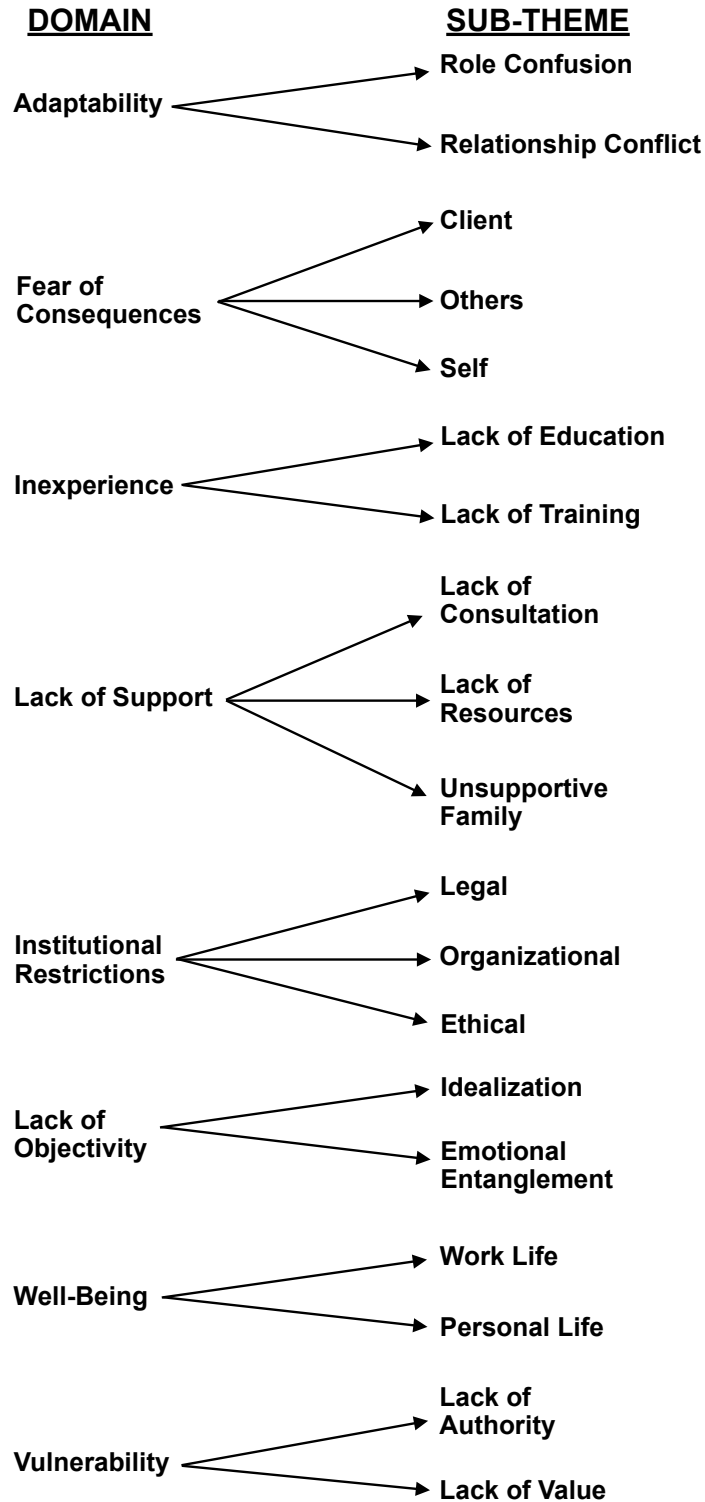 DOMAIN
SUB-THEME
Adaptability
Role Confusion
Relationship Conflict
Fear of
Consequences
Client
Others
Self
Inexperience
Lack of Education
Lack of Training
Lack of Support
Lack of
Consultation
Lack of
Resources
Unsupportive
Family
Institutional
Restrictions
Legal
Organizational
Ethical
Lack of
Objectivity
Idealization
Emotional
Entanglement
Well-Being
Work Life
Personal Life
Vulnerability
Lack of
Authority
Lack of Value